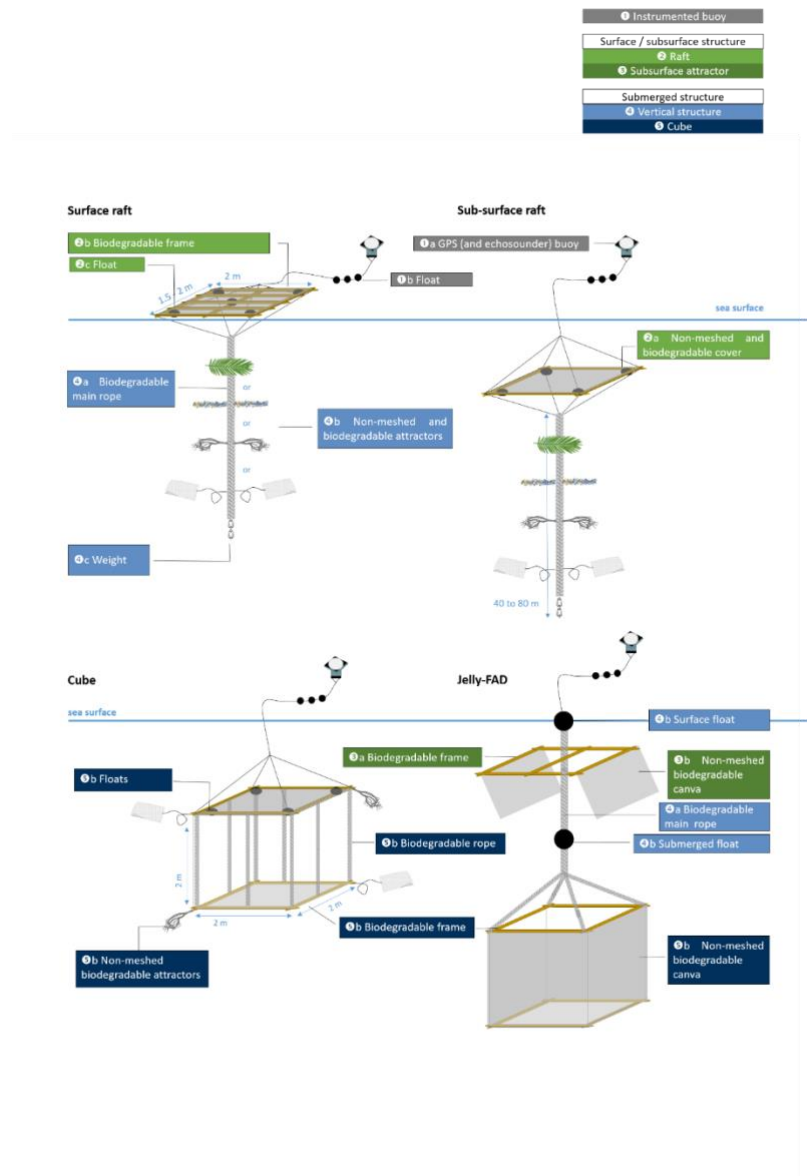 ❶ Instrumented buoy
Surface / subsurface structure
❷ Raft
❸ Subsurface attractor
Submerged structure
❹ Vertical structure
❺ Cube
Surface raft
Sub-surface raft
❷b Biodegradable frame
❶a GPS (and echosounder) buoy
❷c Float
2 m
1.5 - 2 m
❶b Float
sea surface
❷a Non-meshed and
biodegradable cover
❹a Biodegradable
main rope
or
or
❹b Non-meshed and
biodegradable attractors
or
❹c Weight
40 to 80 m
Cube
Jelly-FAD
sea surface
❹b Surface float
❸a Biodegradable frame
❸b Non-meshed
biodegradable
canva
❺b Floats
❹a Biodegradable
main rope
❺b Biodegradable rope
❹b Submerged float
2 m
2 m
2 m
❺b Biodegradable frame
❺b Non-meshed
biodegradable attractors
❺b Non-meshed
biodegradable
canva